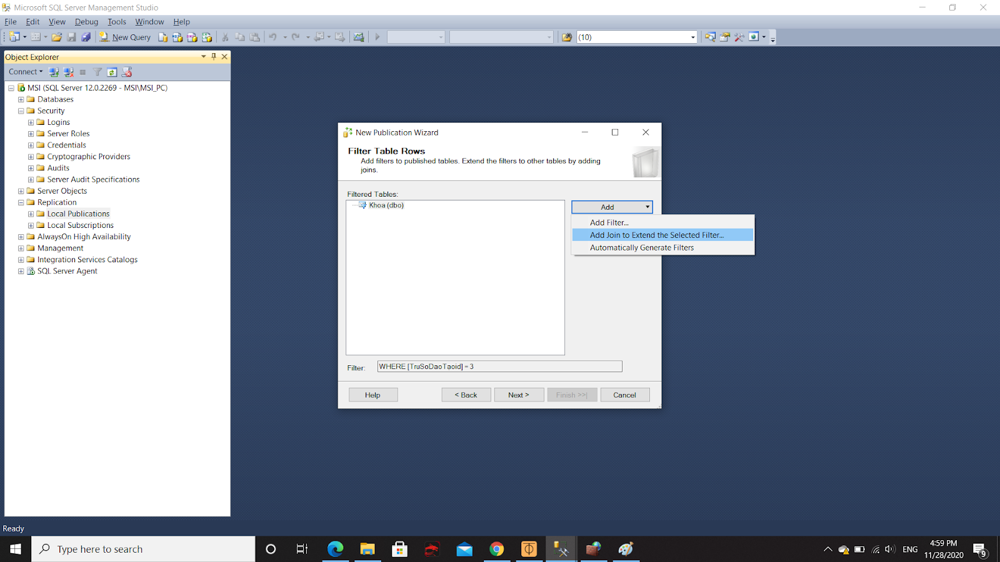 Microsoft SQL Server Management Studio
File Edit View Debug Tools Window Help
New Query
(10)
Object Explorer
Connect
MSI (SQL Server 12.0.2269 - MSI\MSI_PC)
Databases
Security
Logins
Server Roles
Credentials
Cryptographic Providers
Audits
Server Audit Specifications
Server Objects
Replication
Local Publications
Local Subscriptions
AlwaysOn High Availability
Management
Integration Services Catalogs
SQL Server Agent
New Publication Wizard
Filter Table Rows
Add filters to published tables. Extend the filters to other tables by adding
joins.
Filtered Tables:
Khoa (dbo)
Add
Add Filter...
Add Join to Extend the Selected Filter...
Automatically Generate Filters
Filter:
WHERE [TruSoDaoTaoid] = 3
Help
< Back
Next >
Finish >>|
Cancel
Ready
Type here to search
ENG
4:59 PM
11/28/2020
9